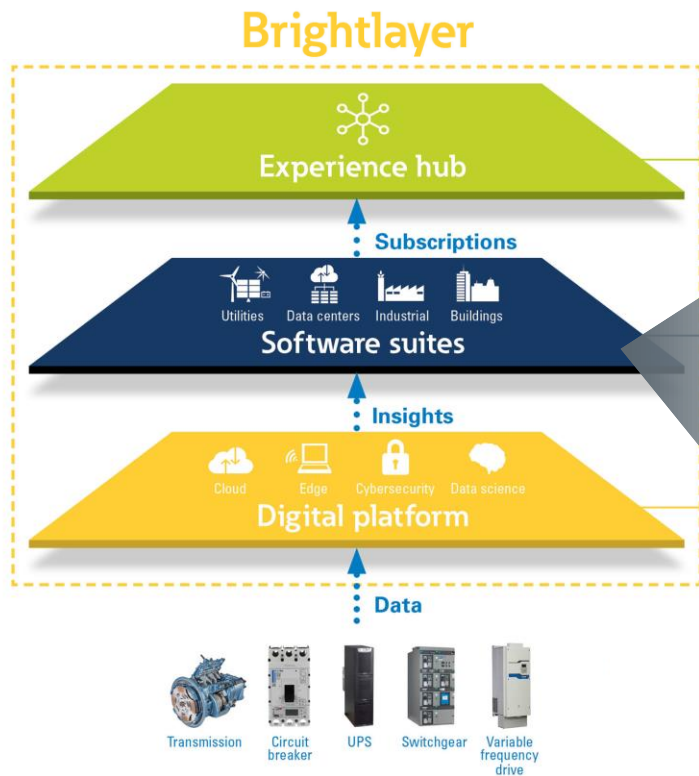 Brightlayer
Experience hub
Subscriptions
Utilities Data centers Industrial Buildings
Software suites
Insights
Cloud Edge Cybersecurity Data science
Digital platform
Data
Transmission Circuit UPS Switchgear Variable
breaker frequency
drive